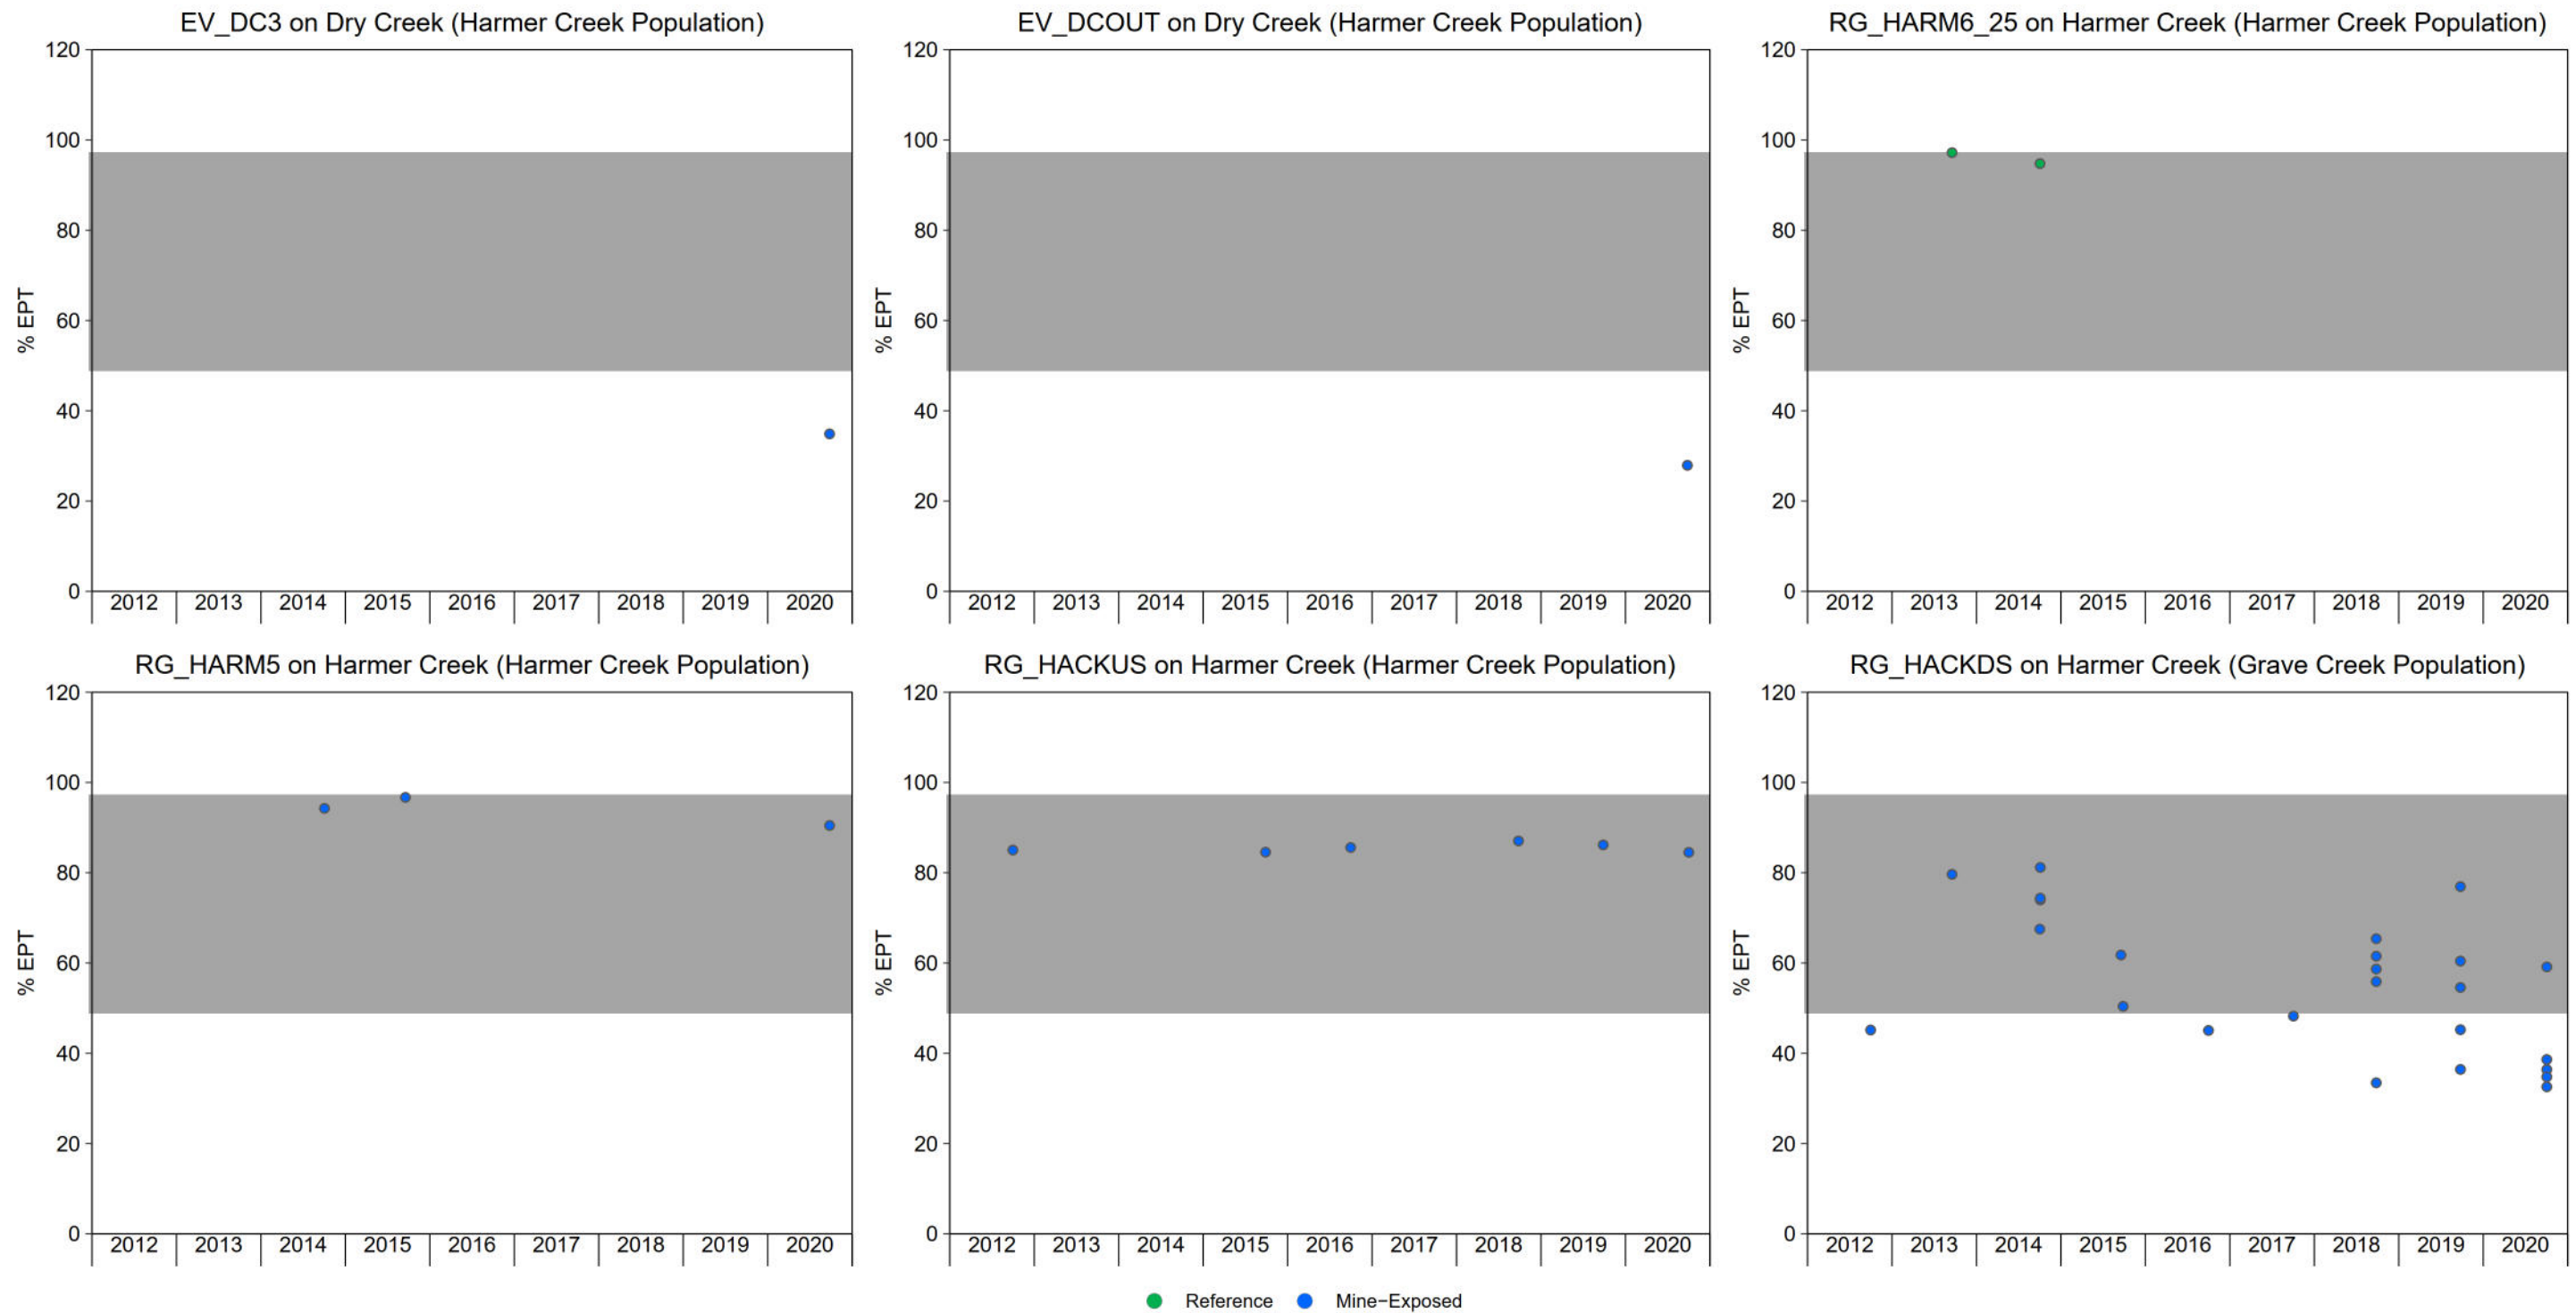 EV_DC3 on Dry Creek (Harmer Creek Population)
120
100
80
60
40
20
0
% EPT
2012 2013 2014 2015 2016 2017 2018 2019 2020
EV_DCOUT on Dry Creek (Harmer Creek Population)
120
100
80
60
40
20
0
% EPT
2012 2013 2014 2015 2016 2017 2018 2019 2020
RG_HARM6_25 on Harmer Creek (Harmer Creek Population)
120
100
80
60
40
20
0
% EPT
2012 2013 2014 2015 2016 2017 2018 2019 2020
RG_HARM5 on Harmer Creek (Harmer Creek Population)
120
100
80
60
40
20
0
% EPT
2012 2013 2014 2015 2016 2017 2018 2019 2020
RG_HACKUS on Harmer Creek (Harmer Creek Population)
120
100
80
60
40
20
0
% EPT
2012 2013 2014 2015 2016 2017 2018 2019 2020
RG_HACKDS on Harmer Creek (Grave Creek Population)
120
100
80
60
40
20
0
% EPT
2012 2013 2014 2015 2016 2017 2018 2019 2020
Reference Mine−Exposed